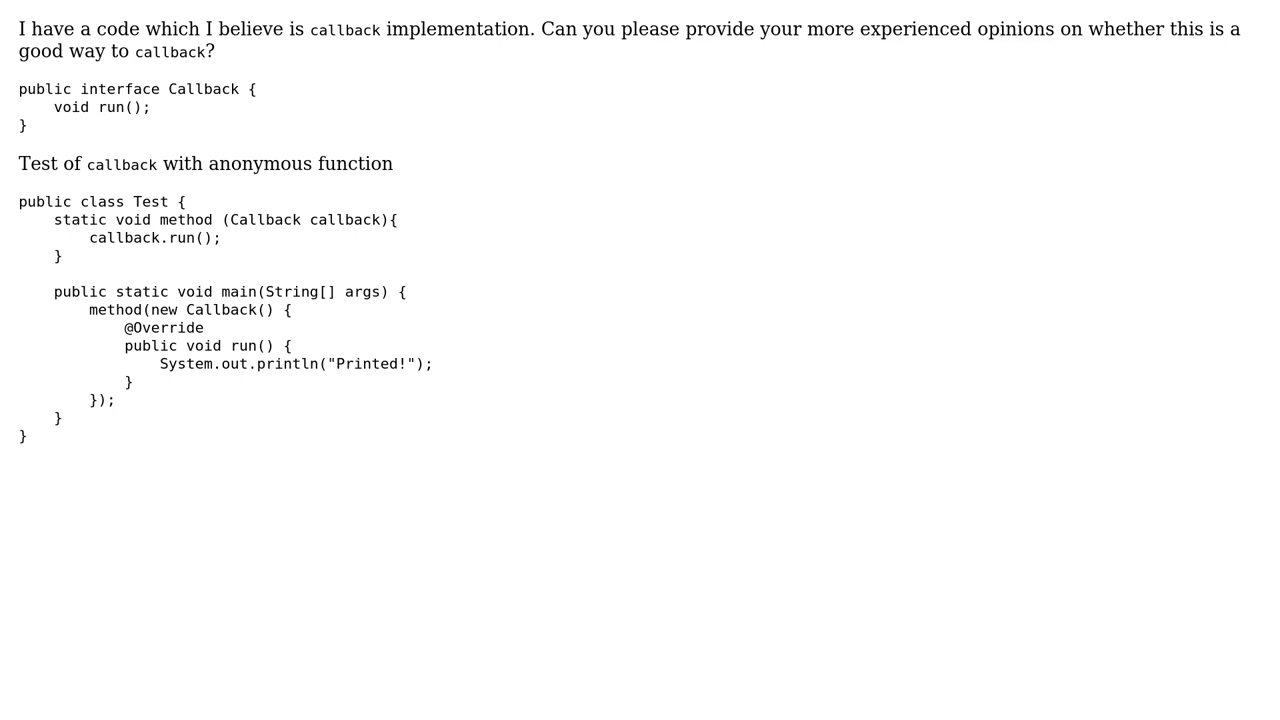 I have a code which I believe is callback implementation. Can you please provide your more experienced opinions on whether this is a
good way to callback?
public interface Callback {
    void run();
}
Test of callback with anonymous function
public class Test {
    static void method (Callback callback){
        callback.run();
    }
    public static void main(String[] args) {
        method(new Callback() {
            @Override
            public void run() {
                System.out.println("Printed!");
            }
        });
    }
}